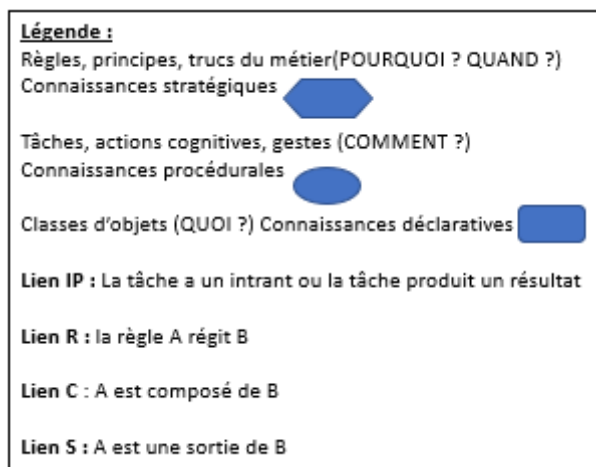 Légende :
Règles, principes, trucs du métier(POURQUOI ? QUAND ?)
Connaissances stratégiques
Tâches, actions cognitives, gestes (COMMENT ?)
Connaissances procédurales
Classes d'objets (QUOI ?) Connaissances déclaratives
Lien IP : La tâche a un intrant ou la tâche produit un résultat
Lien R : la règle A régit B
Lien C : A est composé de B
Lien S : A est une sortie de B